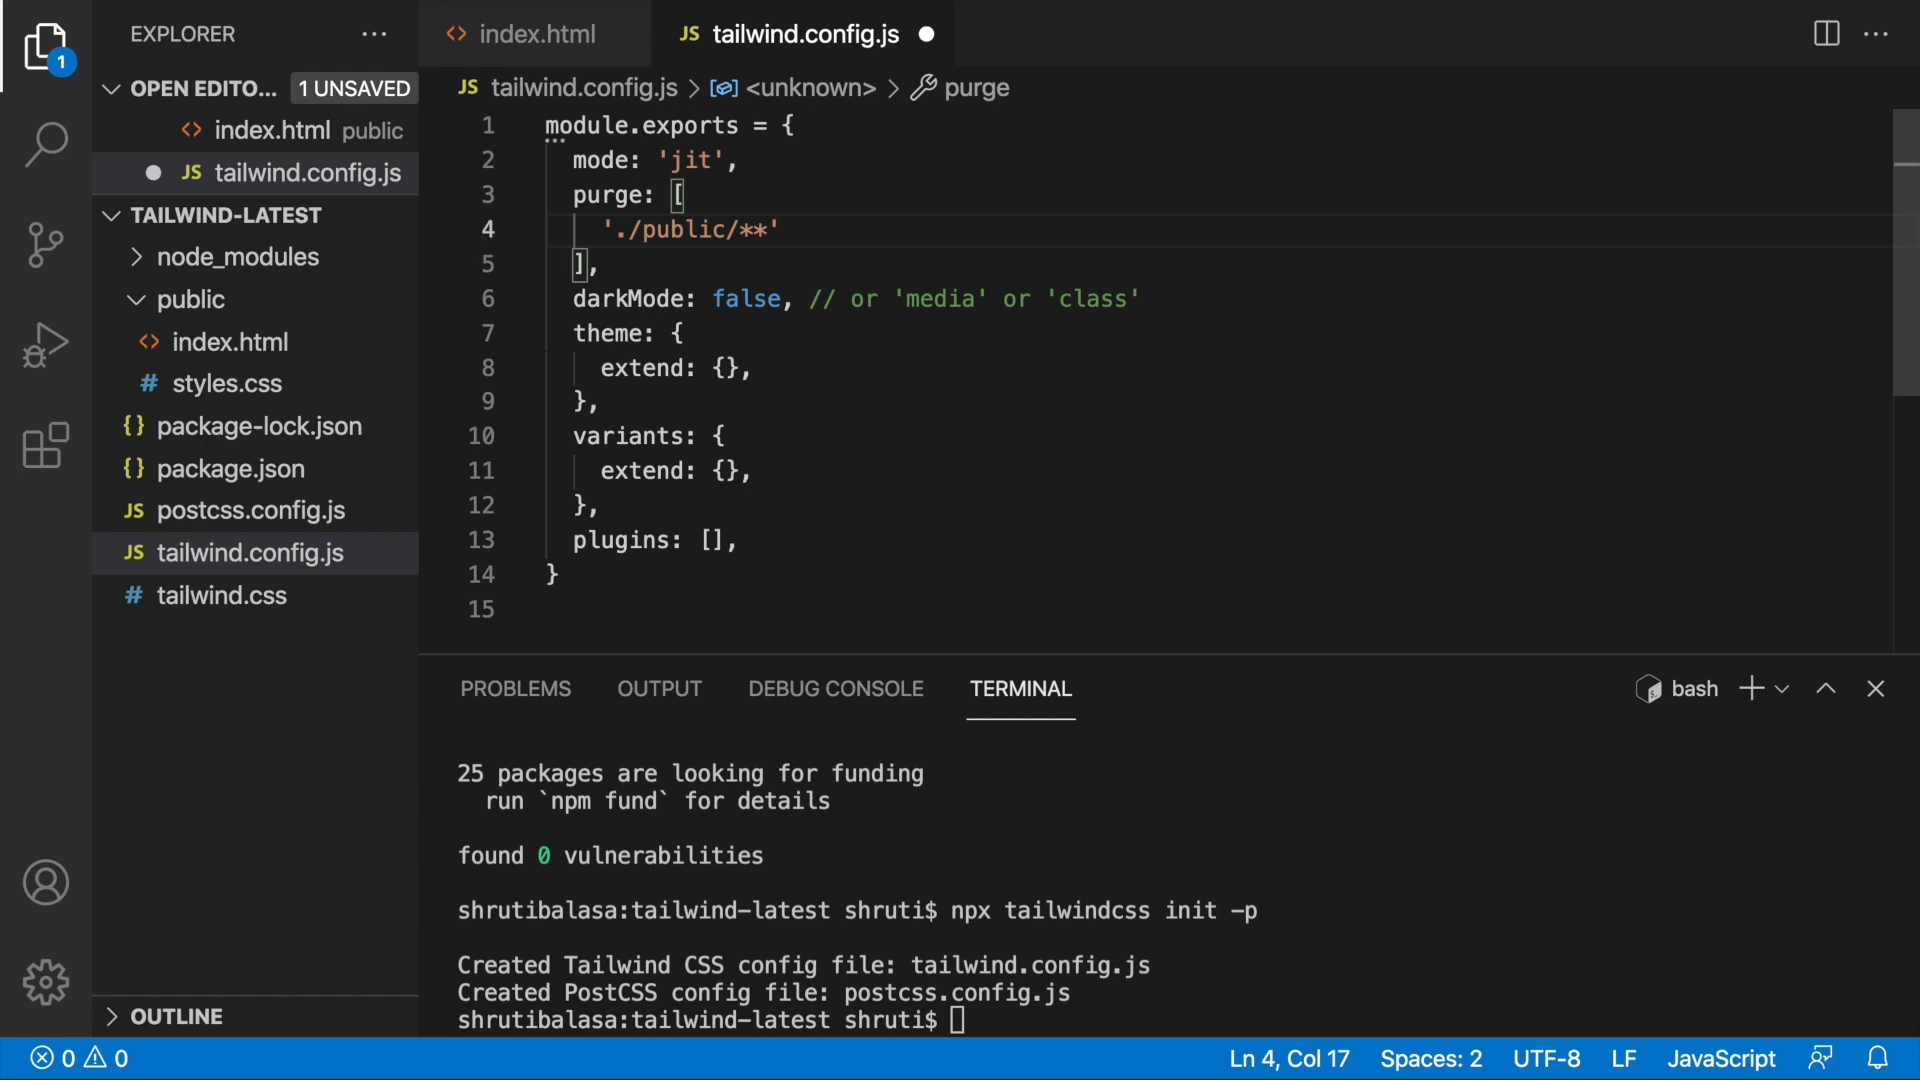 EXPLORER
index.html
tailwind.config.js
OPEN EDITO... 1 UNSAVED
index.html public
tailwind.config.js
TAILWIND-LATEST
node_modules
public
index.html
styles.css
package-lock.json
package.json
postcss.config.js
tailwind.config.js
tailwind.css
OUTLINE
1
JS tailwind.config.js > <unknown> > purge
1 module.exports = {
2 mode: 'jit',
3 purge: [
4 './public/**'
5 ],
6 darkMode: false, // or 'media' or 'class'
7 theme: {
8 extend: {},
9 },
10 variants: {
11 extend: {},
12 },
13 plugins: [],
14 }
15
PROBLEMS OUTPUT DEBUG CONSOLE TERMINAL
bash
25 packages are looking for funding
run `npm fund` for details
found 0 vulnerabilities
shrutibalasa:tailwind-latest shruti$ npx tailwindcss init -p
Created Tailwind CSS config file: tailwind.config.js
Created PostCSS config file: postcss.config.js
shrutibalasa:tailwind-latest shruti$
0 0
Ln 4, Col 17 Spaces: 2 UTF-8 LF JavaScript